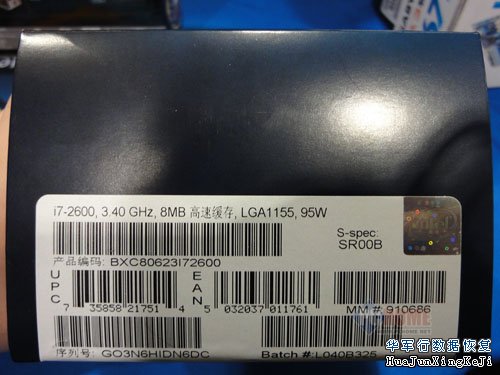 i7-2600, 3.40 GHz, 8MB 高速缓存, LGA1155, 95W
S-spec:
SR00B
产品编码: BXC80623I72600
UPC
7 35858 21751 4
EAN
5 032037 011761
MM #: 910686
序列号: GO3N6HIDN6DC
Batch #: L040B325
华军行数据恢复
HuaJunXingKeJi